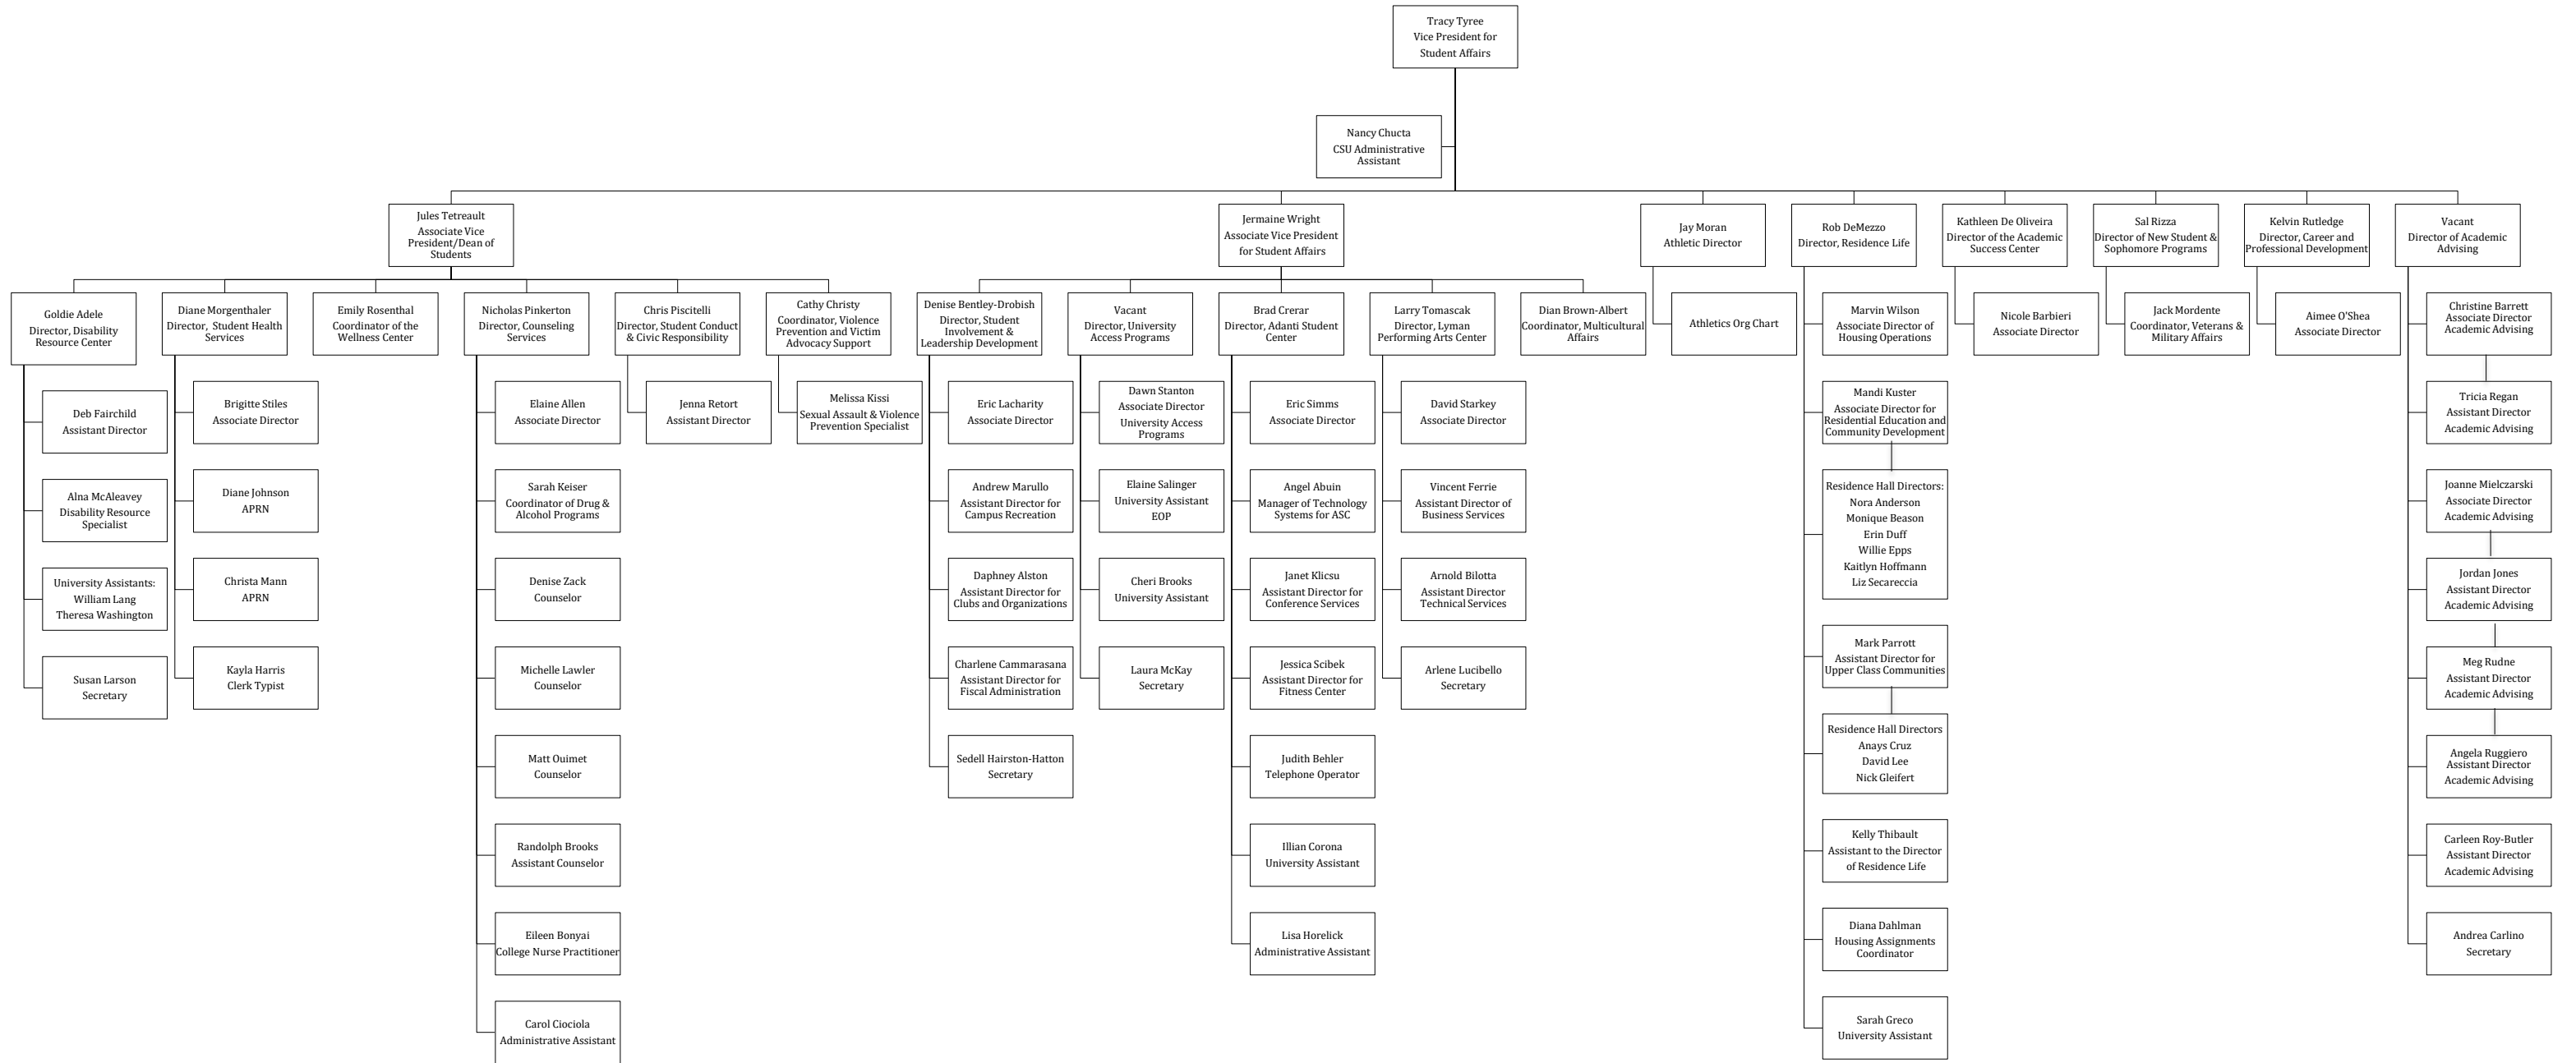 Tracy Tyree
Vice President for
Student Affairs
Nancy Chucta
CSU Administrative
Assistant
Jules Tetreault
Associate Vice
President/Dean of
Students
Jermaine Wright
Associate Vice President
for Student Affairs
Jay Moran
Athletic Director
Rob DeMezzo
Director, Residence Life
Kathleen De Oliveira
Director of the Academic
Success Center
Sal Rizza
Director of New Student &
Sophomore Programs
Kelvin Rutledge
Director, Career and
Professional Development
Vacant
Director of Academic
Advising
Goldie Adele
Director, Disability
Resource Center
Diane Morgenthaler
Director, Student Health
Services
Emily Rosenthal
Coordinator of the
Wellness Center
Nicholas Pinkerton
Director, Counseling
Services
Chris Piscitelli
Director, Student Conduct
& Civic Responsibility
Cathy Christy
Coordinator, Violence
Prevention and Victim
Advocacy Support
Denise Bentley-Drobish
Director, Student
Involvement &
Leadership Development
Vacant
Director, University
Access Programs
Brad Crerar
Director, Adanti Student
Center
Larry Tomascak
Director, Lyman
Performing Arts Center
Dian Brown-Albert
Coordinator, Multicultural
Affairs
Athletics Org Chart
Marvin Wilson
Associate Director of
Housing Operations
Nicole Barbieri
Associate Director
Jack Mordente
Coordinator, Veterans &
Military Affairs
Aimee O'Shea
Associate Director
Christine Barrett
Associate Director
Academic Advising
Deb Fairchild
Assistant Director
Brigitte Stiles
Associate Director
Elaine Allen
Associate Director
Jenna Retort
Assistant Director
Melissa Kissi
Sexual Assault & Violence
Prevention Specialist
Eric Lacharity
Associate Director
Dawn Stanton
Associate Director
University Access
Programs
Eric Simms
Associate Director
David Starkey
Associate Director
Mandi Kuster
Associate Director for
Residential Education and
Community Development
Tricia Regan
Assistant Director
Academic Advising
Alna McAleavey
Disability Resource
Specialist
Diane Johnson
APRN
Sarah Keiser
Coordinator of Drug &
Alcohol Programs
Andrew Marullo
Assistant Director for
Campus Recreation
Elaine Salinger
University Assistant
EOP
Angel Abuin
Manager of Technology
Systems for ASC
Vincent Ferrie
Assistant Director of
Business Services
Residence Hall Directors:
Nora Anderson
Monique Beason
Erin Duff
Willie Epps
Kaitlyn Hoffmann
Liz Secareccia
Joanne Mielczarski
Associate Director
Academic Advising
University Assistants:
William Lang
Theresa Washington
Christa Mann
APRN
Denise Zack
Counselor
Daphney Alston
Assistant Director for
Clubs and Organizations
Cheri Brooks
University Assistant
Janet Klicsu
Assistant Director for
Conference Services
Arnold Bilotta
Assistant Director
Technical Services
Jordan Jones
Assistant Director
Academic Advising
Susan Larson
Secretary
Kayla Harris
Clerk Typist
Michelle Lawler
Counselor
Charlene Cammarasana
Assistant Director for
Fiscal Administration
Laura McKay
Secretary
Jessica Scibek
Assistant Director for
Fitness Center
Arlene Lucibello
Secretary
Mark Parrott
Assistant Director for
Upper Class Communities
Meg Rudne
Assistant Director
Academic Advising
Matt Ouimet
Counselor
Sedell Hairston-Hatton
Secretary
Judith Behler
Telephone Operator
Residence Hall Directors
Anays Cruz
David Lee
Nick Gleifert
Angela Ruggiero
Assistant Director
Academic Advising
Randolph Brooks
Assistant Counselor
Illian Corona
University Assistant
Kelly Thibault
Assistant to the Director
of Residence Life
Carleen Roy-Butler
Assistant Director
Academic Advising
Eileen Bonyai
College Nurse Practitioner
Lisa Horelick
Administrative Assistant
Diana Dahlman
Housing Assignments
Coordinator
Andrea Carlino
Secretary
Carol Ciociola
Administrative Assistant
Sarah Greco
University Assistant